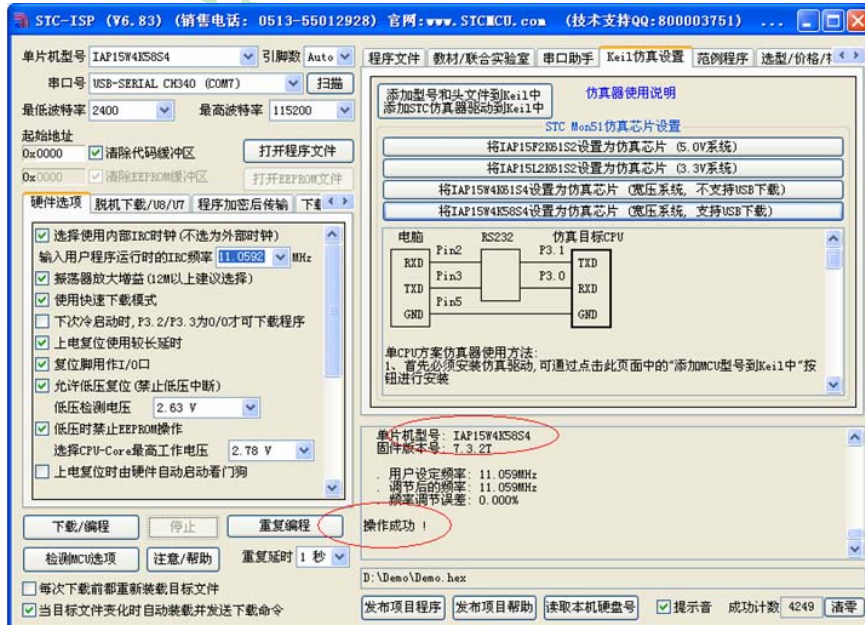 STC-ISP (V6.83) (销售电话: 0513-55012928) 官网:www.STCMCU.com (技术支持QQ:800003751) ...
单片机型号 IAP15W4K58S4 引脚数 Auto
串口号 USB-SERIAL CH340 (COM7) 扫描
最低波特率 2400 最高波特率 115200
起始地址
0x0000 清除代码缓冲区 打开程序文件
0x0000 清除EEPROM缓冲区 打开EEPROM文件
硬件选项 脱机下载/U8/U7 程序加密后传输
选择使用内部IRC时钟(不选为外部时钟)
输入用户程序运行时的IRC频率 11.0592 MHz
振荡器放大增益(12M以上建议选择)
使用快速下载模式
下次冷启动时,P3.2/P3.3为0/0才可下载程序
上电复位使用较长延时
复位脚用作I/O口
允许低压复位(禁止低压中断)
低压检测电压 2.63 V
低压时禁止EEPROM操作
选择CPU-Core最高工作电压 2.78 V
上电复位时由硬件自动启动看门狗
下载/编程 停止 重复编程
检测MCU选项 注意/帮助 重复延时 1 秒
每次下载前都重新装载目标文件
当目标文件变化时自动装载并发送下载命令
程序文件 教材/联合实验室 串口助手 Keil仿真设置 范例程序 选型/价格/
添加型号和头文件到Keil中
添加STC仿真器驱动到Keil中
仿真器使用说明
STC Mon51仿真芯片设置
将IAP15F2K61S2设置为仿真芯片 (5.0V系统)
将IAP15L2K61S2设置为仿真芯片 (3.3V系统)
将IAP15W4K61S4设置为仿真芯片 (宽压系统, 不支持USB下载)
将IAP15W4K58S4设置为仿真芯片 (宽压系统, 支持USB下载)
电脑 RS232 仿真目标CPU
Pin2 P3.1
RXD TXD
Pin3 P3.0
TXD RXD
Pin5
GND GND
单CPU方案仿真器使用方法:
1、首先必须安装仿真驱动,可通过点击此页面中的"添加MCU型号到Keil中"按
钮进行安装
单片机型号: IAP15W4K58S4
固件版本号: 7.3.2T
. 用户设定频率: 11.059MHz
. 调节后的频率: 11.059MHz
. 频率调节误差: 0.000%
操作成功 !
D:\Demo\Demo.hex
发布项目程序 发布项目帮助 读取本机硬盘号 提示音 成功计数 4249 清零